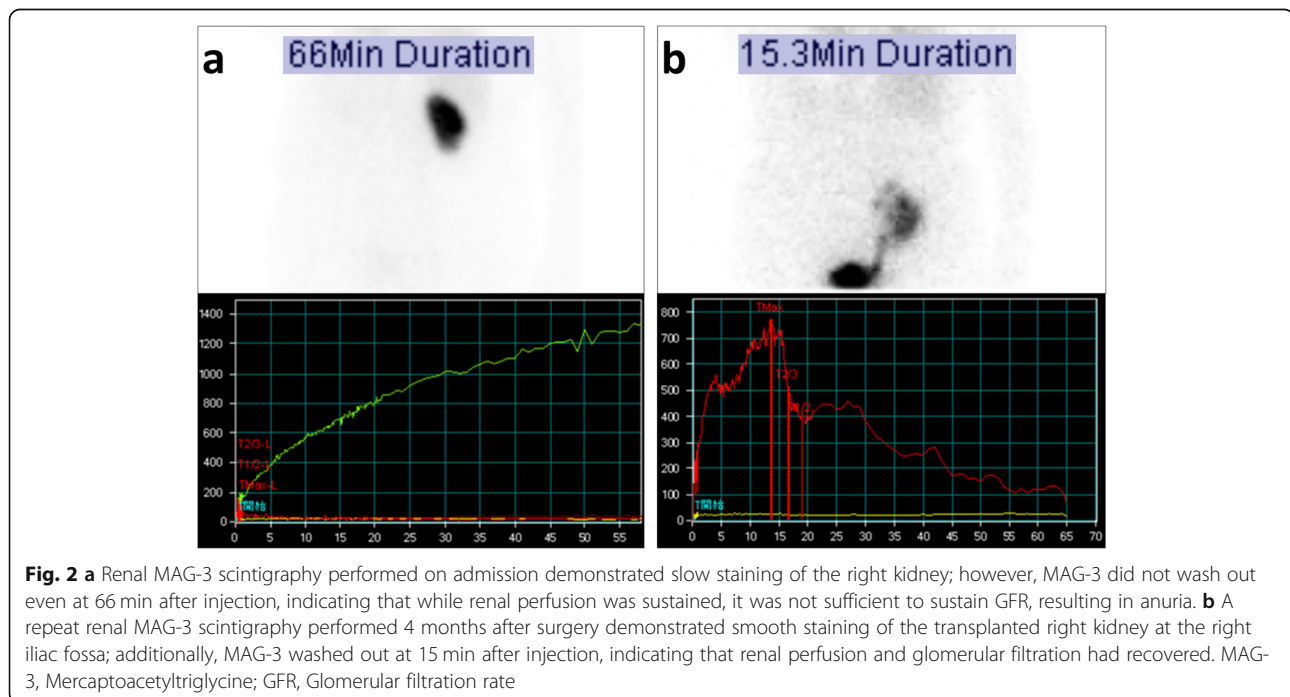 a
66Min Duration
b
15.3Min Duration
1400
1200
1000
800
600
400
200
0
T2/3-L
T1/2-L
TMax-L
0 5 10 15 20 25 30 35 40 45 50 55
800
700
600
500
400
300
200
100
0
TMax
T2/3
0 5 10 15 20 25 30 35 40 45 50 55 60 65 70
Fig. 2 a Renal MAG-3 scintigraphy performed on admission demonstrated slow staining of the right kidney; however, MAG-3 did not wash out
even at 66 min after injection, indicating that while renal perfusion was sustained, it was not sufficient to sustain GFR, resulting in anuria. b A
repeat renal MAG-3 scintigraphy performed 4 months after surgery demonstrated smooth staining of the transplanted right kidney at the right
iliac fossa; additionally, MAG-3 washed out at 15 min after injection, indicating that renal perfusion and glomerular filtration had recovered. MAG-
3, Mercaptoacetyltriglycine; GFR, Glomerular filtration rate